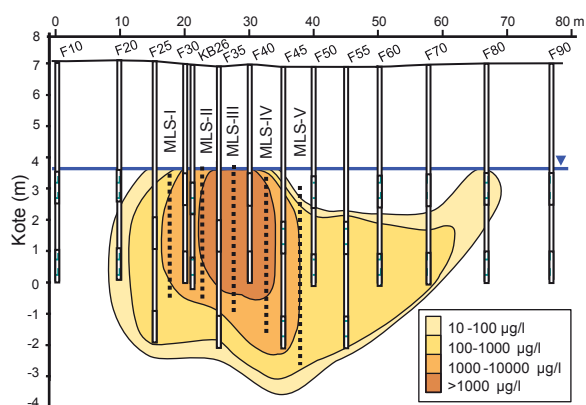 0 10 20 30 40 50 60 70 80 m
F10 F20 F25 F30 KB26 F35 F40 F45 F50 F55 F60 F70 F80 F90
8
7
6
5
4
3
2
1
0
-1
-2
-3
-4
Kote (m)
MLS-I
MLS-II
MLS-III
MLS-IV
MLS-V
10 -100 µg/l
100-1000 µg/l
1000 -10000 µg/l
>1000 µg/l